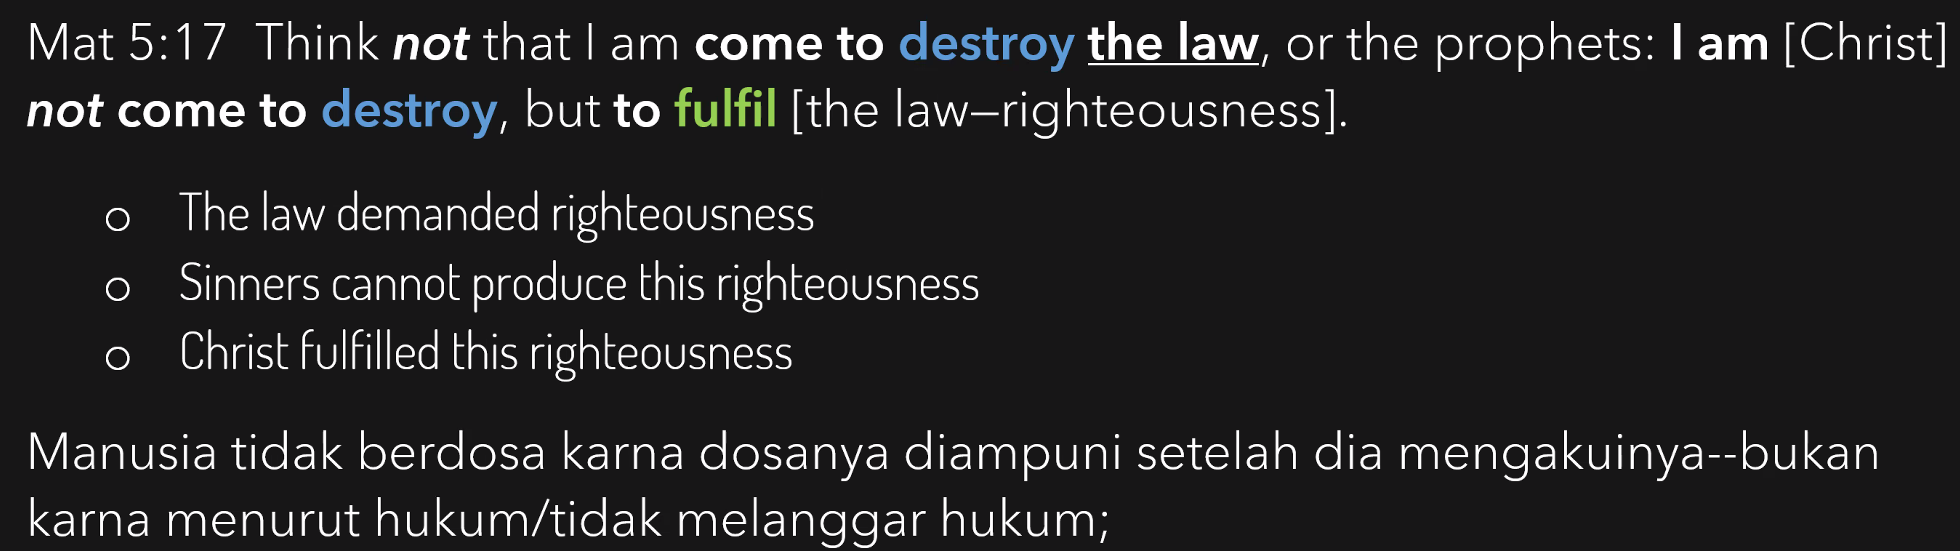 Mat 5:17  Think not that I am come to destroy the law, or the prophets: I am [Christ]
not come to destroy, but to fulfil [the law—righteousness].
○ The law demanded righteousness
○ Sinners cannot produce this righteousness
○ Christ fulfilled this righteousness
Manusia tidak berdosa karna dosanya diampuni setelah dia mengakuinya--bukan
karna menurut hukum/tidak melanggar hukum;